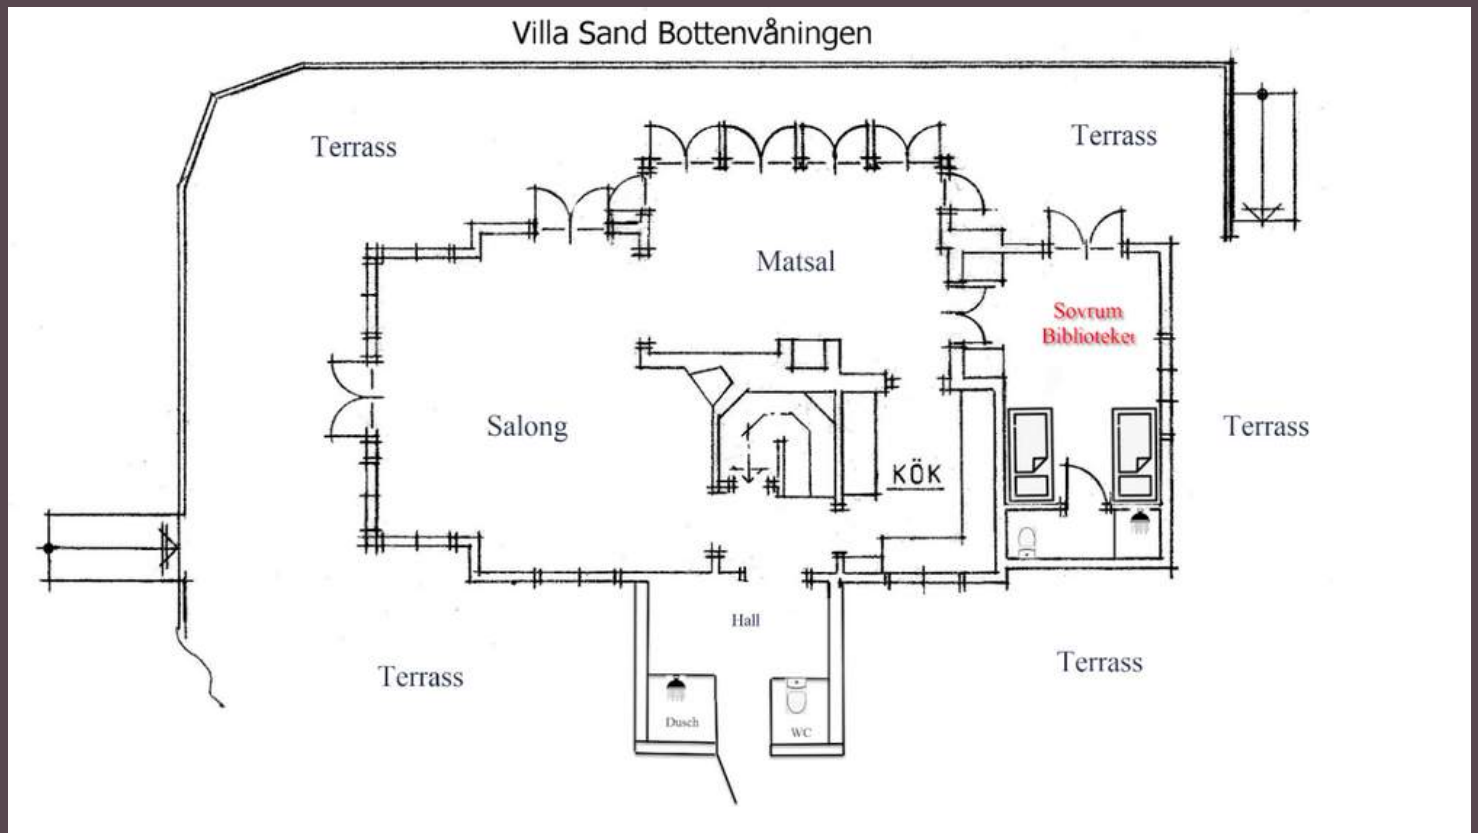 Villa Sand Bottenvåningen
Terrass
Terrass
Matsal
Sovrum
Biblioteket
Salong
Terrass
KÖK
Hall
Terrass
Terrass
Dusch
WC